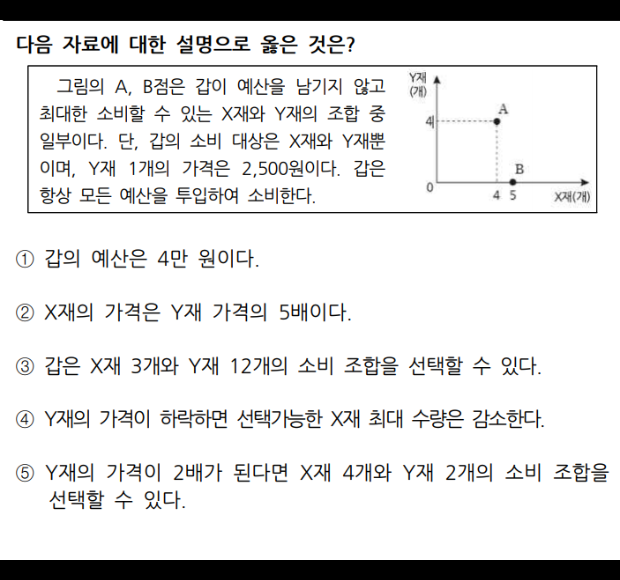 다음 자료에 대한 설명으로 옳은 것은?
그림의 A, B점은 갑이 예산을 남기지 않고
최대한 소비할 수 있는 X재와 Y재의 조합 중
일부이다. 단, 갑의 소비 대상은 X재와 Y재뿐
이며, Y재 1개의 가격은 2,500원이다. 갑은
항상 모든 예산을 투입하여 소비한다.
Y재
(개)
A
4
B
0
4 5 X재(개)
① 갑의 예산은 4만 원이다.
② X재의 가격은 Y재 가격의 5배이다.
③ 갑은 X재 3개와 Y재 12개의 소비 조합을 선택할 수 있다.
④ Y재의 가격이 하락하면 선택가능한 X재 최대 수량은 감소한다.
⑤ Y재의 가격이 2배가 된다면 X재 4개와 Y재 2개의 소비 조합을
선택할 수 있다.